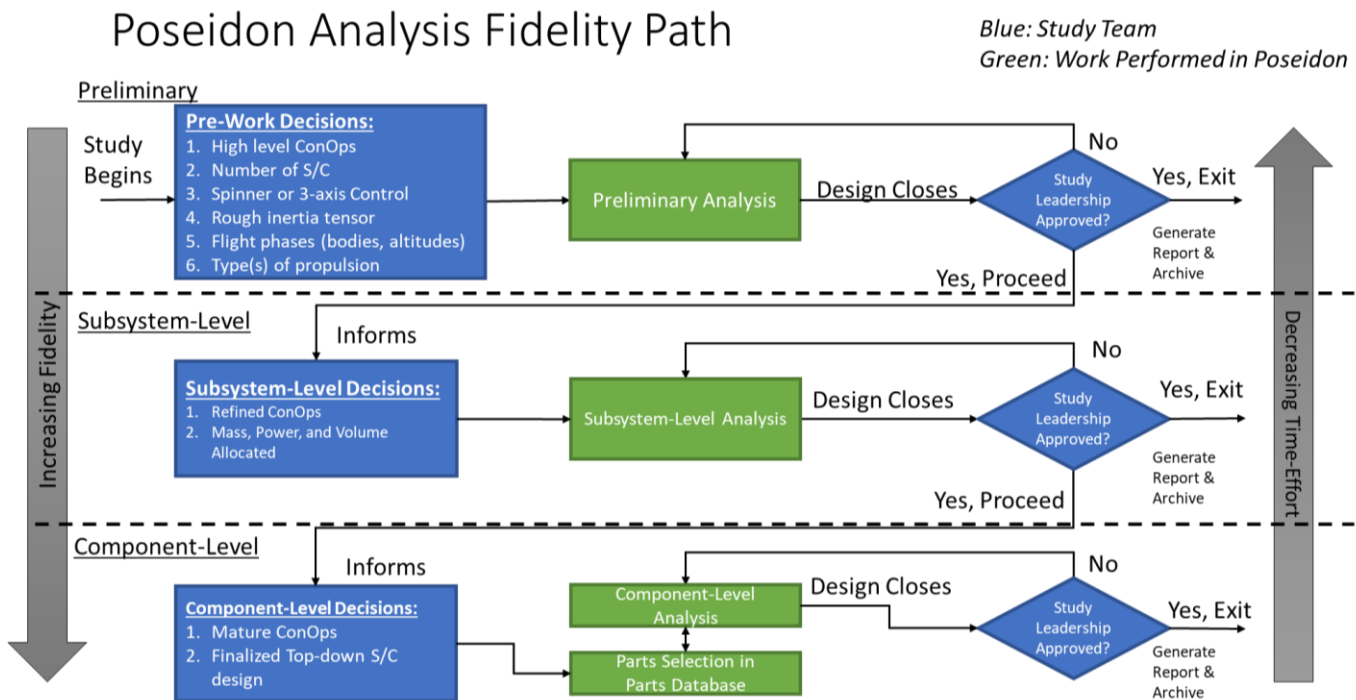 Poseidon Analysis Fidelity Path
Blue: Study Team
Green: Work Performed in Poseidon
Preliminary
Study
Begins
Pre-Work Decisions:
1. High level ConOps
2. Number of S/C
3. Spinner or 3-axis Control
4. Rough inertia tensor
5. Flight phases (bodies, altitudes)
6. Type(s) of propulsion
Preliminary Analysis
Design Closes
No
Study
Leadership
Approved?
Yes, Exit
Generate
Report &
Archive
Yes, Proceed
Increasing Fidelity
Decreasing Time-Effort
Subsystem-Level
Informs
Subsystem-Level Decisions:
1. Refined ConOps
2. Mass, Power, and Volume
Allocated
Subsystem-Level Analysis
Design Closes
No
Study
Leadership
Approved?
Yes, Exit
Generate
Report &
Archive
Yes, Proceed
Component-Level
Informs
Component-Level Decisions:
1. Mature ConOps
2. Finalized Top-down S/C
design
Component-Level
Analysis
Parts Selection in
Parts Database
Design Closes
No
Study
Leadership
Approved?
Yes, Exit
Generate
Report &
Archive